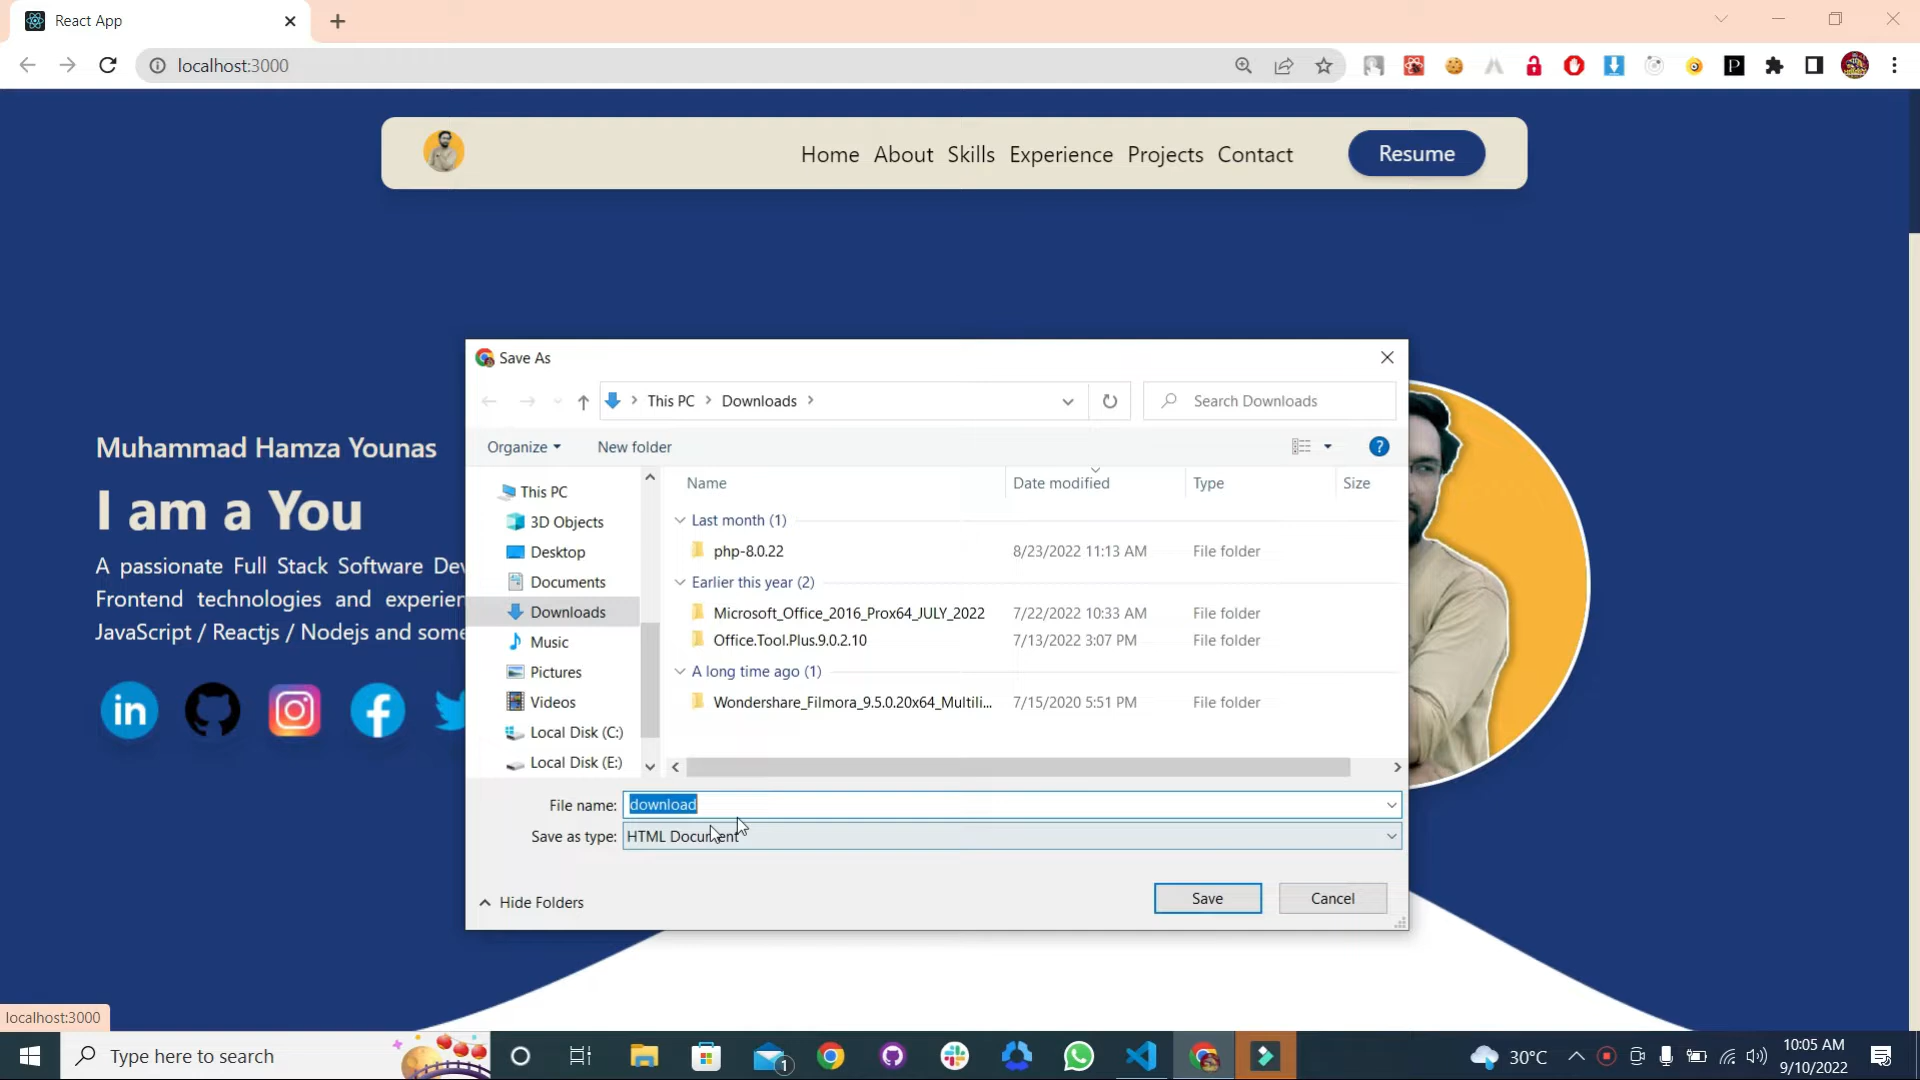 React App
localhost:3000
Home About Skills Experience Projects Contact Resume
Muhammad Hamza Younas
I am a You
A passionate Full Stack Software Dev
Frontend technologies and experien
JavaScript / Reactjs / Nodejs and some
in
Save As
This PC Downloads
Search Downloads
Organize New folder
This PC
3D Objects
Desktop
Documents
Downloads
Music
Pictures
Videos
Local Disk (C:)
Local Disk (E:)
Name Date modified Type Size
Last month (1)
php-8.0.22 8/23/2022 11:13 AM File folder
Earlier this year (2)
Microsoft_Office_2016_Prox64_JULY_2022 7/22/2022 10:33 AM File folder
Office.Tool.Plus.9.0.2.10 7/13/2022 3:07 PM File folder
A long time ago (1)
Wondershare_Filmora_9.5.0.20x64_Multili... 7/15/2020 5:51 PM File folder
File name: download
Save as type: HTML Document
Hide Folders
Save Cancel
localhost:3000
Type here to search
1
30°C
10:05 AM
9/10/2022